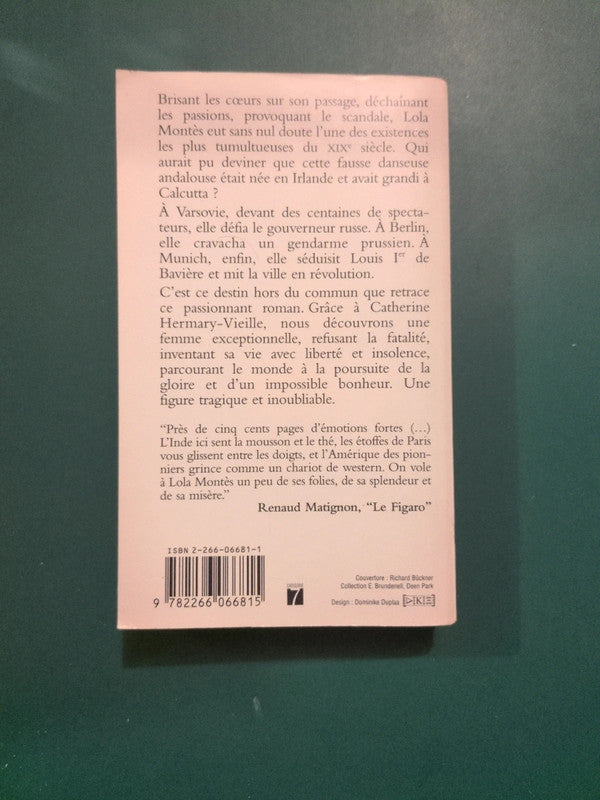 Brisant les cœurs sur son passage, déchaînant
les passions, provoquant le scandale, Lola
Montès eut sans nul doute l'une des existences
les plus tumultueuses du XIXe siècle. Qui
aurait pu deviner que cette fausse danseuse
andalouse était née en Irlande et avait grandi à
Calcutta ?
À Varsovie, devant des centaines de specta-
teurs, elle défia le gouverneur russe. À Berlin,
elle cravacha un gendarme prussien. À
Munich, enfin, elle séduisit Louis Ier de
Bavière et mit la ville en révolution.
C'est ce destin hors du commun que retrace
ce passionnant roman. Grâce à Catherine
Hermary-Vieille, nous découvrons une
femme exceptionnelle, refusant la fatalité,
inventant sa vie avec liberté et insolence,
parcourant le monde à la poursuite de la
gloire et d'un impossible bonheur. Une
figure tragique et inoubliable.
“Près de cinq cents pages d'émotions fortes (...)
L'Inde ici sent la mousson et le thé, les étoffes de Paris
vous glissent entre les doigts, et l'Amérique des pion-
niers grince comme un chariot de western. On vole
à Lola Montès un peu de ses folies, de sa splendeur et
de sa misère.”
Renaud Matignon, “Le Figaro”
ISBN 2-266-06681-1
9 782266 066815
CATÉGORIE
7
Couverture : Richard Bückner
Collection E. Brundenell, Deen Park
Design : Dominike Duplaa